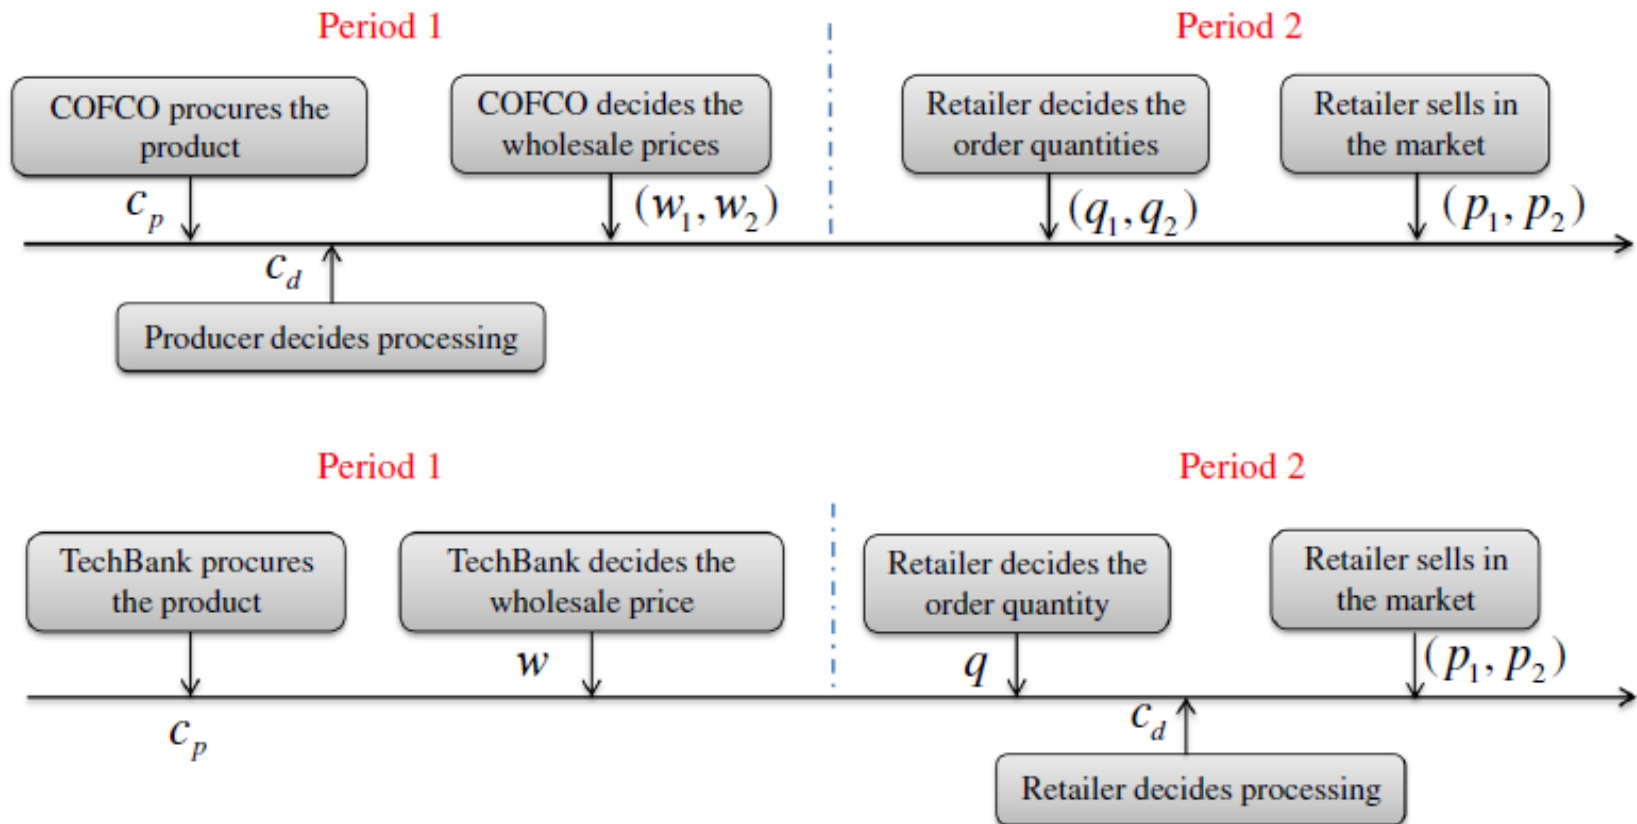 Period 1
Period 2
COFCO procures the
product
COFCO decides the
wholesale prices
Retailer decides the
order quantities
Retailer sells in
the market
c_p
(w_1, w_2)
(q_1, q_2)
(p_1, p_2)
c_d
Producer decides processing
Period 1
Period 2
TechBank procures
the product
TechBank decides the
wholesale price
Retailer decides the
order quantity
Retailer sells in
the market
w
q
(p_1, p_2)
c_p
c_d
Retailer decides processing